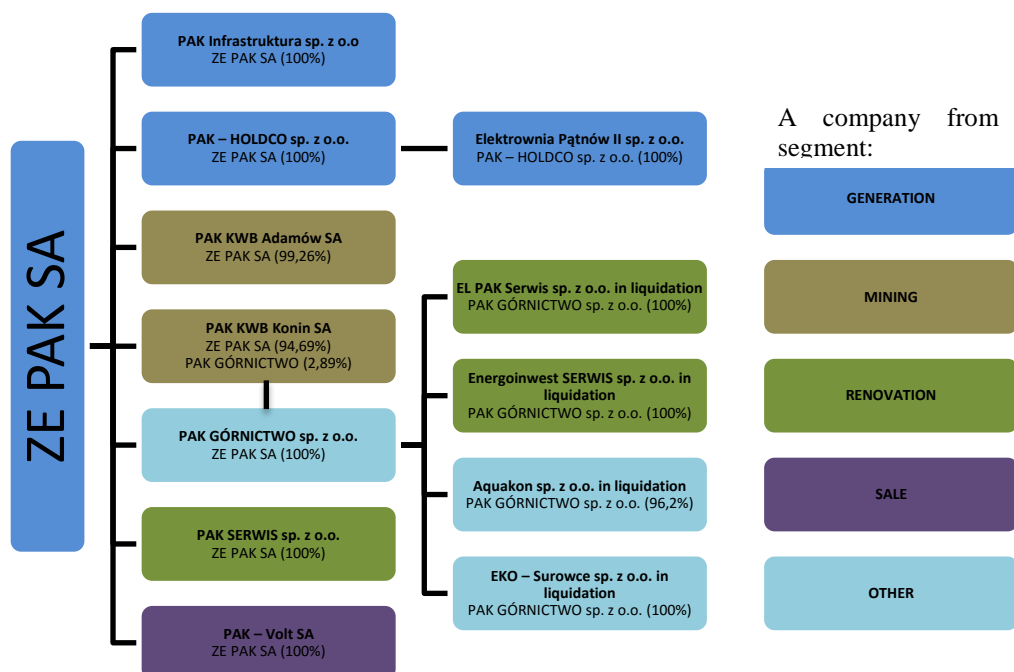 ZE PAK SA
PAK Infrastruktura sp. z o.o
ZE PAK SA (100%)
PAK – HOLDCO sp. z o.o.
ZE PAK SA (100%)
Elektrownia Pątnów II sp. z o.o.
PAK – HOLDCO sp. z o.o. (100%)
PAK KWB Adamów SA
ZE PAK SA (99,26%)
PAK KWB Konin SA
ZE PAK SA (94,69%)
PAK GÓRNICTWO (2,89%)
PAK GÓRNICTWO sp. z o.o.
ZE PAK SA (100%)
EL PAK Serwis sp. z o.o. in liquidation
PAK GÓRNICTWO sp. z o.o. (100%)
Energoinwest SERWIS sp. z o.o. in
liquidation
PAK GÓRNICTWO sp. z o.o. (100%)
Aquakon sp. z o.o. in liquidation
PAK GÓRNICTWO sp. z o.o. (96,2%)
EKO – Surowce sp. z o.o. in
liquidation
PAK GÓRNICTWO sp. z o.o. (100%)
PAK SERWIS sp. z o.o.
ZE PAK SA (100%)
PAK – Volt SA
ZE PAK SA (100%)
A company from
segment:
GENERATION
MINING
RENOVATION
SALE
OTHER